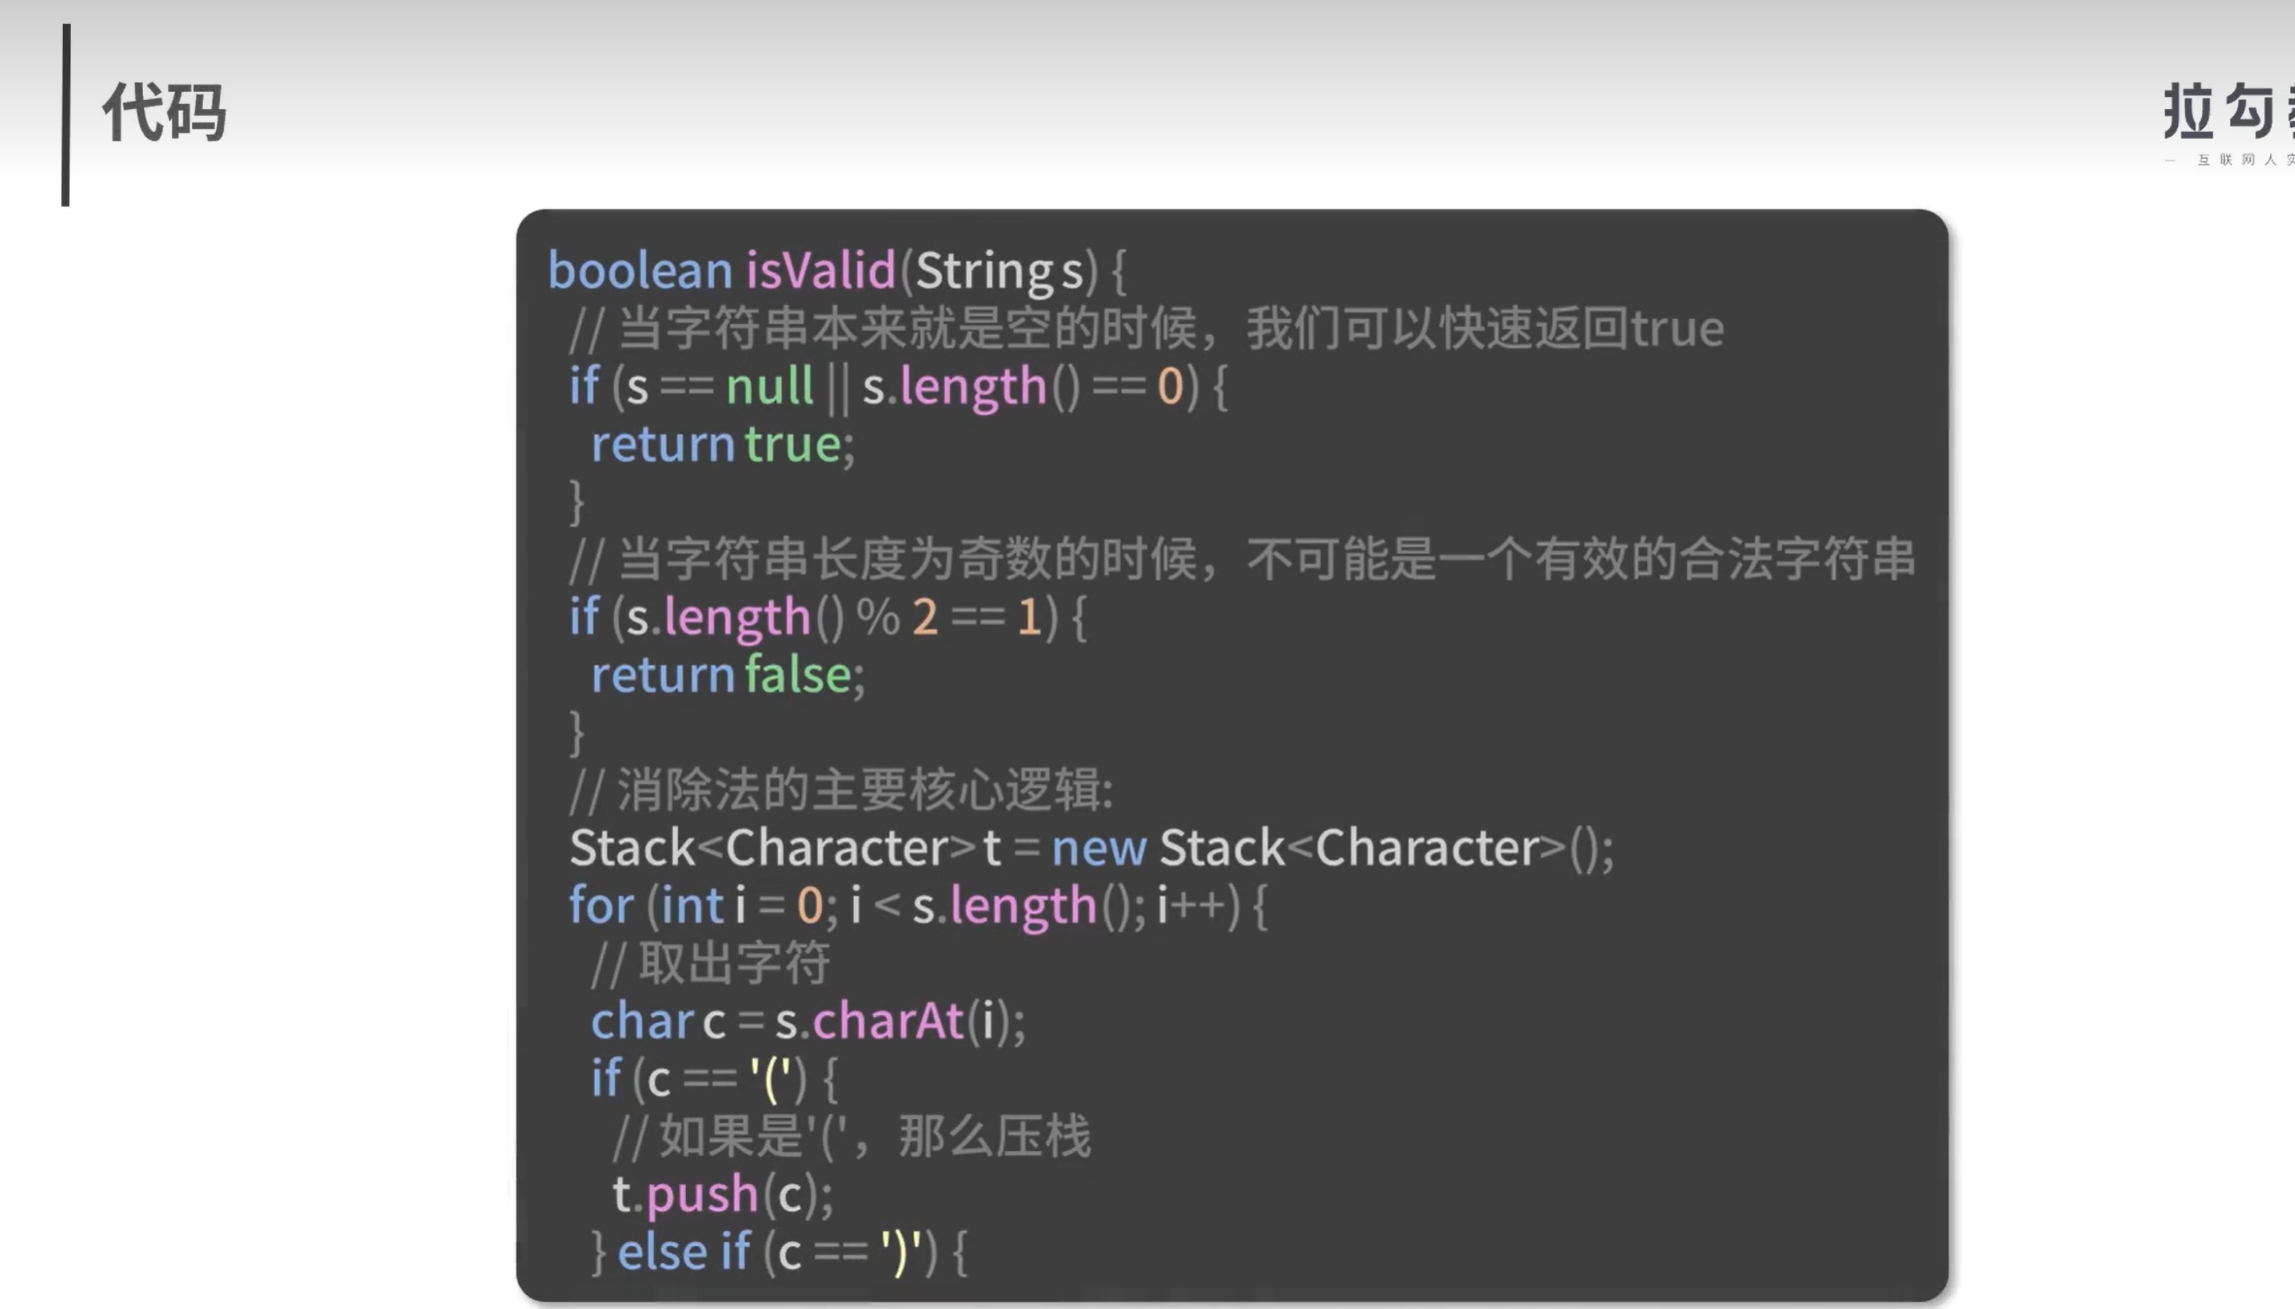 代码
拉勾
— 互联网人
boolean isValid(String s) {
// 当字符串本来就是空的时候，我们可以快速返回true
if (s == null || s.length() == 0) {
return true;
}
// 当字符串长度为奇数的时候，不可能是一个有效的合法字符串
if (s.length() % 2 == 1) {
return false;
}
// 消除法的主要核心逻辑:
Stack<Character> t = new Stack<Character>();
for (int i = 0; i < s.length(); i++) {
// 取出字符
char c = s.charAt(i);
if (c == '(') {
// 如果是'('，那么压栈
t.push(c);
} else if (c == ')') {